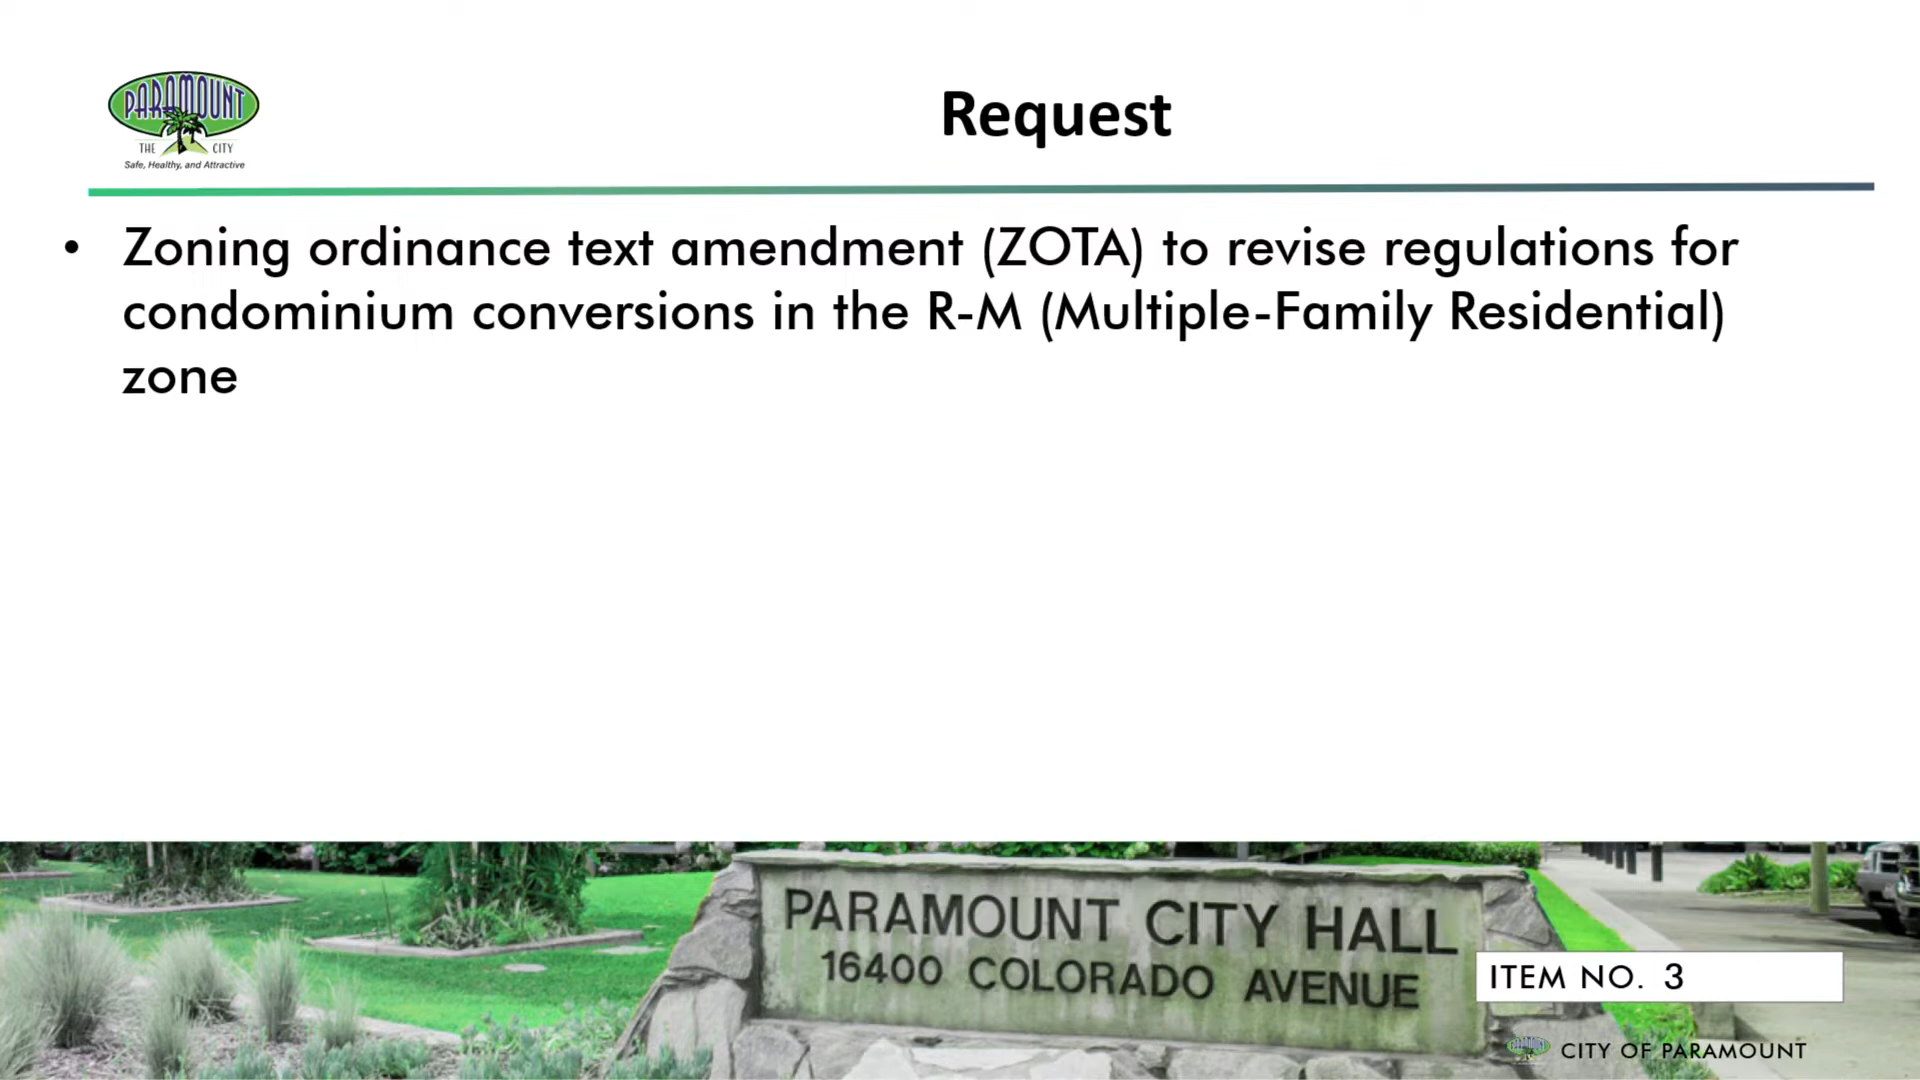 PARAMOUNT
THE CITY
Safe, Healthy, and Attractive
Request
• Zoning ordinance text amendment (ZOTA) to revise regulations for
condominium conversions in the R-M (Multiple-Family Residential)
zone
PARAMOUNT CITY HALL
16400 COLORADO AVENUE
ITEM NO. 3
PARAMOUNT
CITY OF PARAMOUNT